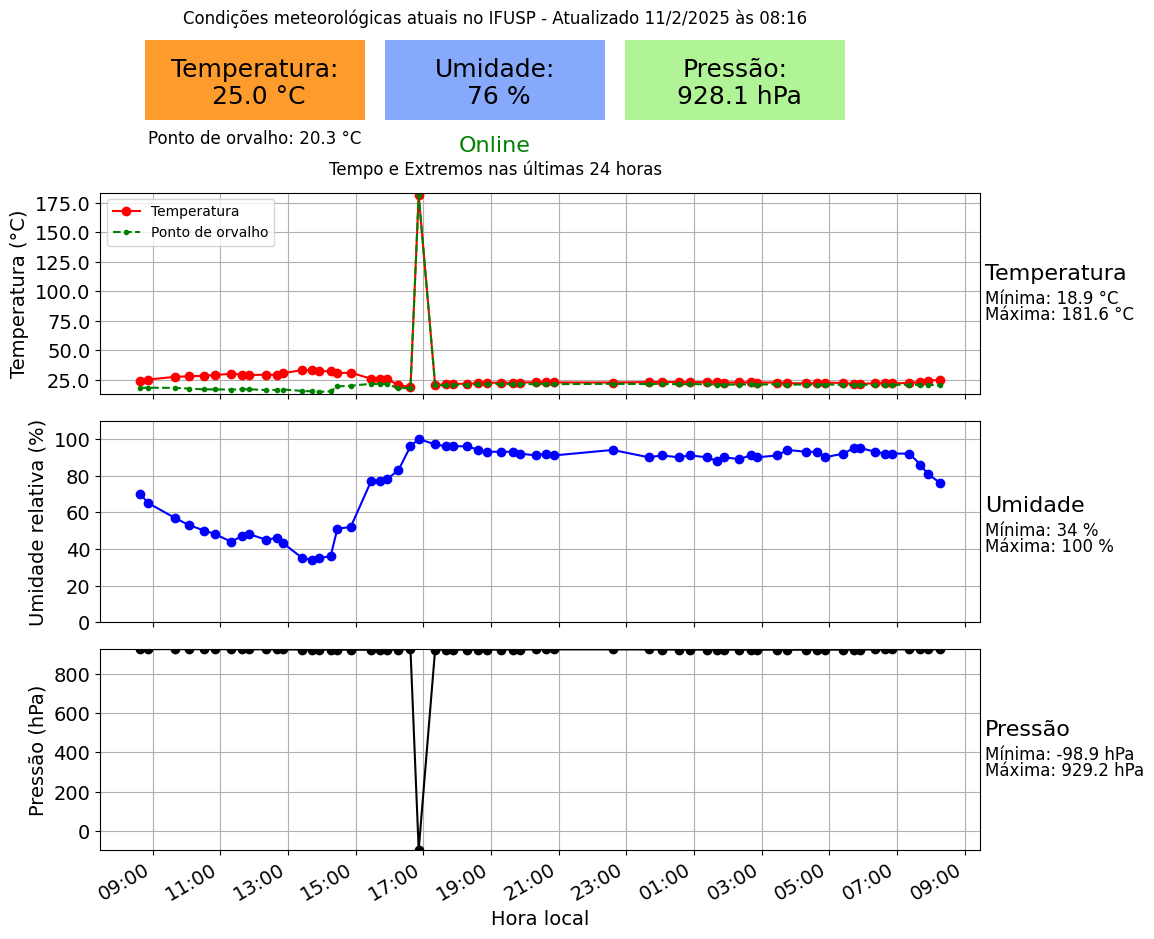 Condições meteorológicas atuais no IFUSP - Atualizado 11/2/2025 às 08:16
Temperatura:
25.0 °C
Umidade:
76 %
Pressão:
928.1 hPa
Ponto de orvalho: 20.3 °C
Online
Tempo e Extremos nas últimas 24 horas
Temperatura (°C)
175.0
150.0
125.0
100.0
75.0
50.0
25.0
Temperatura
Ponto de orvalho
Temperatura
Mínima: 18.9 °C
Máxima: 181.6 °C
Umidade relativa (%)
100
80
60
40
20
0
Umidade
Mínima: 34 %
Máxima: 100 %
Pressão (hPa)
800
600
400
200
0
Pressão
Mínima: -98.9 hPa
Máxima: 929.2 hPa
09:00
11:00
13:00
15:00
17:00
19:00
21:00
23:00
01:00
03:00
05:00
07:00
09:00
Hora local